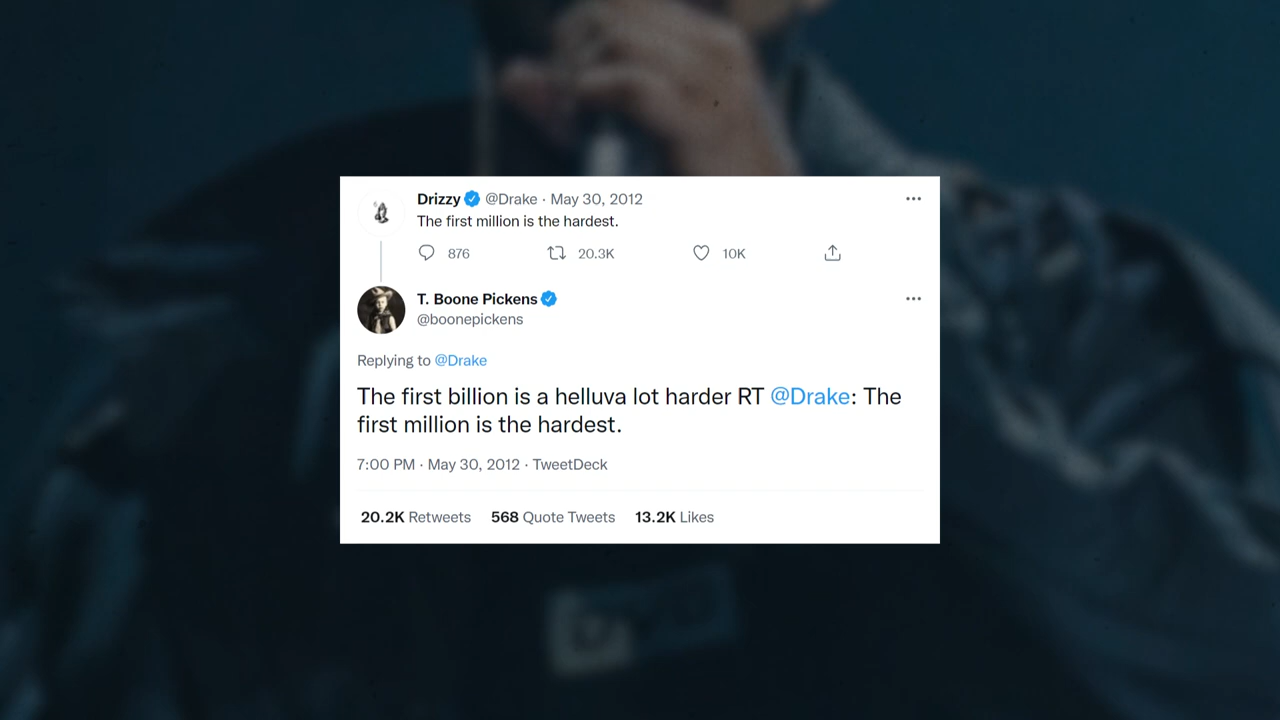 Drizzy @Drake · May 30, 2012
The first million is the hardest.
876 20.3K 10K
T. Boone Pickens
@boonepickens
Replying to @Drake
The first billion is a helluva lot harder RT @Drake: The
first million is the hardest.
7:00 PM · May 30, 2012 · TweetDeck
20.2K Retweets 568 Quote Tweets 13.2K Likes